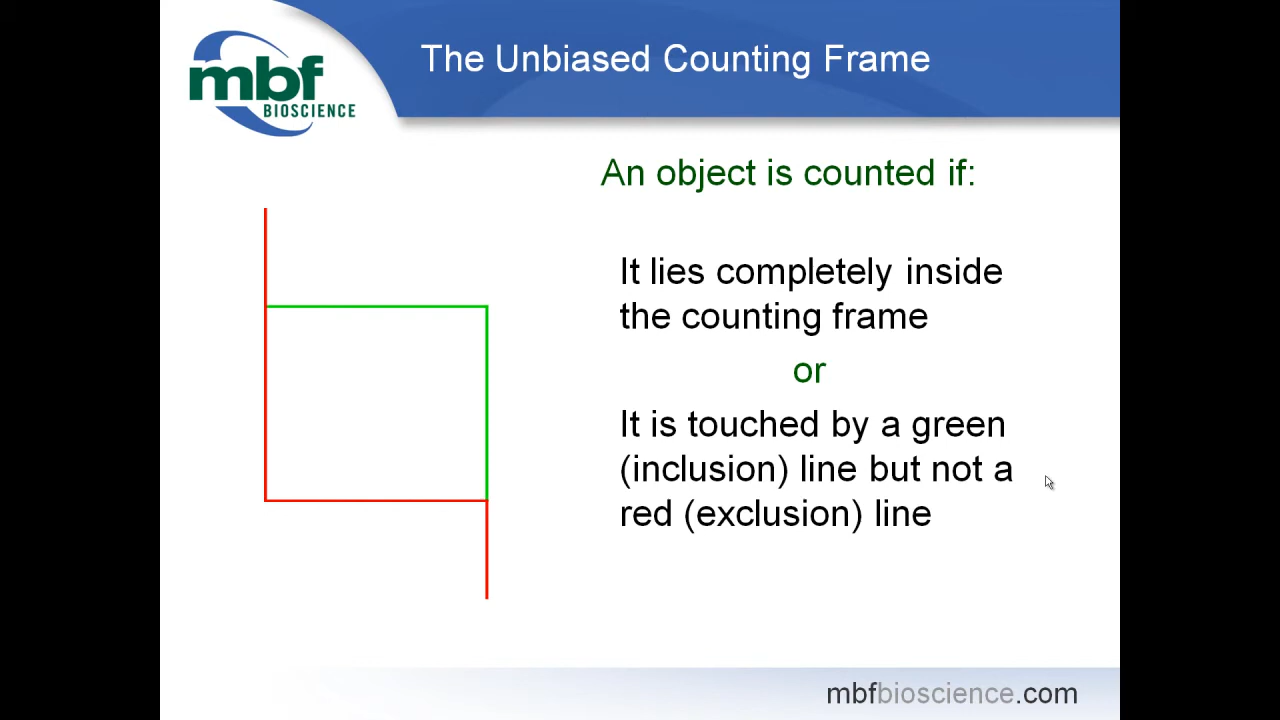 mbf
BIOSCIENCE
The Unbiased Counting Frame
An object is counted if:
It lies completely inside
the counting frame
or
It is touched by a green
(inclusion) line but not a
red (exclusion) line
mbfbioscience.com